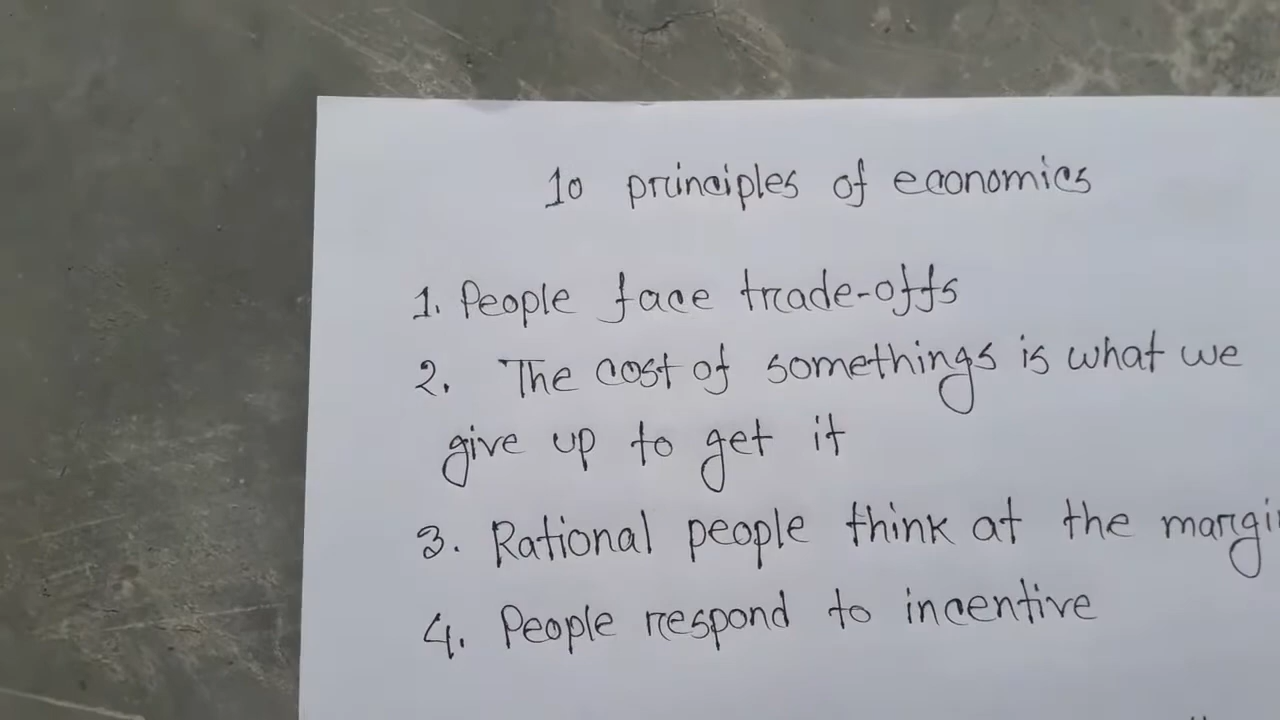 10 principles of economics
1. People face trade-offs
2. The cost of somethings is what we
give up to get it
3. Rational people think at the margi
4. People respond to incentive